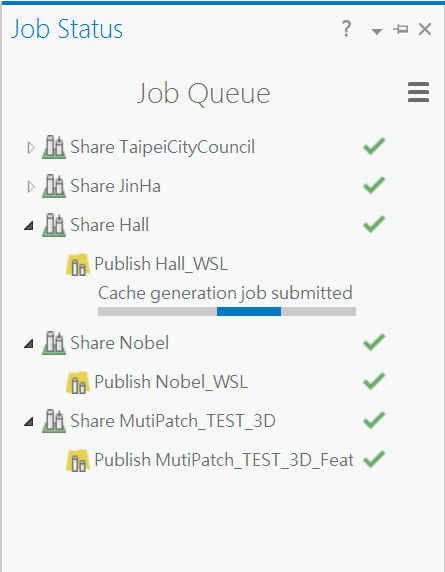 Job Status
?
Job Queue
Share TaipeiCityCouncil
Share JinHa
Share Hall
Publish Hall_WSL
Cache generation job submitted
Share Nobel
Publish Nobel_WSL
Share MutiPatch_TEST_3D
Publish MutiPatch_TEST_3D_Feat